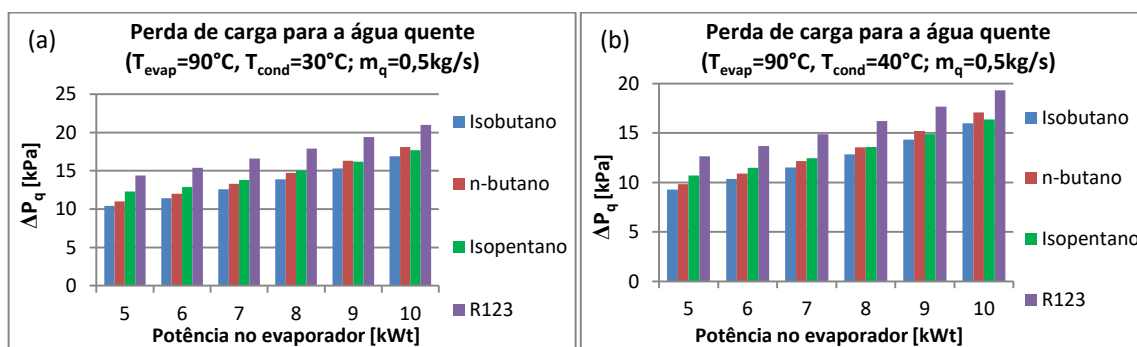 (a)
Perda de carga para a água quente
(Tevap=90°C, Tcond=30°C; mq=0,5kg/s)
25
20
15
10
5
0
ΔPq [kPa]
5 6 7 8 9 10
Potência no evaporador [kWt]
Isobutano
n-butano
Isopentano
R123
(b)
Perda de carga para a água quente
(Tevap=90°C, Tcond=40°C; mq=0,5kg/s)
20
15
10
5
0
ΔPq [kPa]
5 6 7 8 9 10
Potência no evaporador [kWt]
Isobutano
n-butano
Isopentano
R123